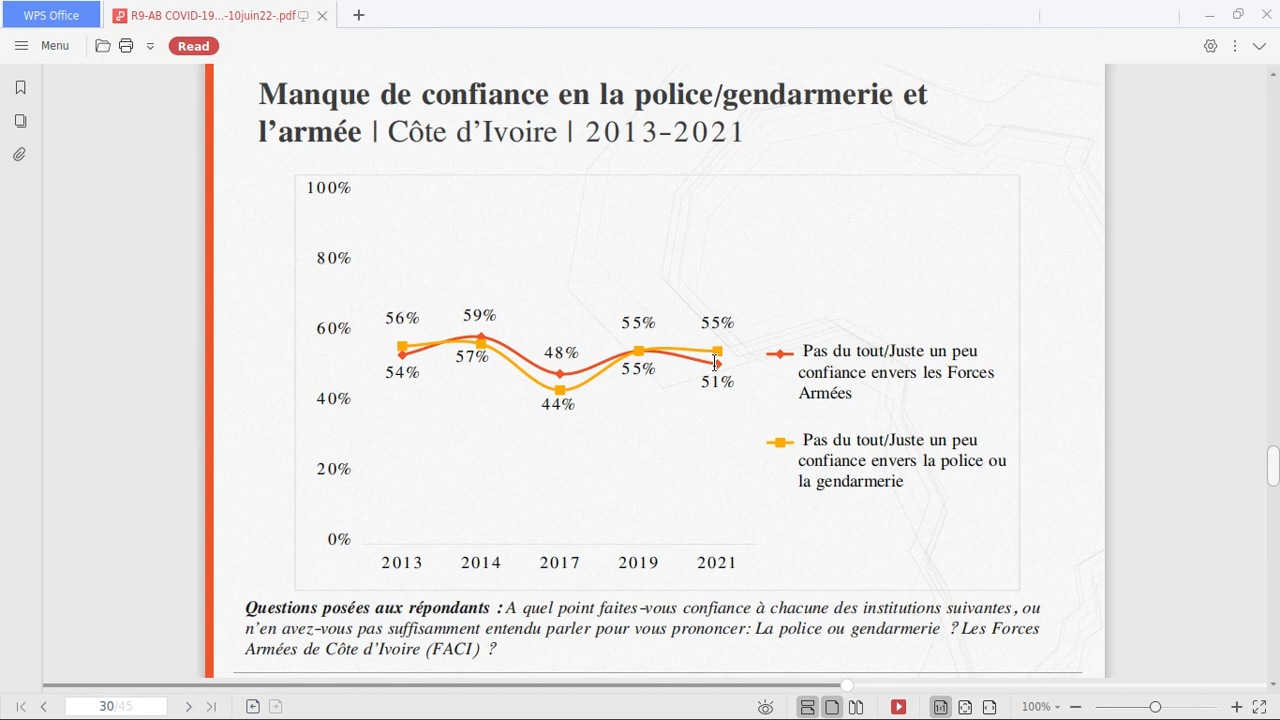 WPS Office
R9-AB COVID-19...-10juin22-.pdf
Menu
Read
Manque de confiance en la police/gendarmerie et
l'armée | Côte d'Ivoire | 2013-2021
100%
80%
60%
40%
20%
0%
56%
59%
55%
55%
54%
57%
48%
55%
51%
44%
2013 2014 2017 2019 2021
Pas du tout/Juste un peu
confiance envers les Forces
Armées
Pas du tout/Juste un peu
confiance envers la police ou
la gendarmerie
Questions posées aux répondants : A quel point faites-vous confiance à chacune des institutions suivantes, ou
n'en avez-vous pas suffisamment entendu parler pour vous prononcer: La police ou gendarmerie ? Les Forces
Armées de Côte d'Ivoire (FACI) ?
30/45
100%